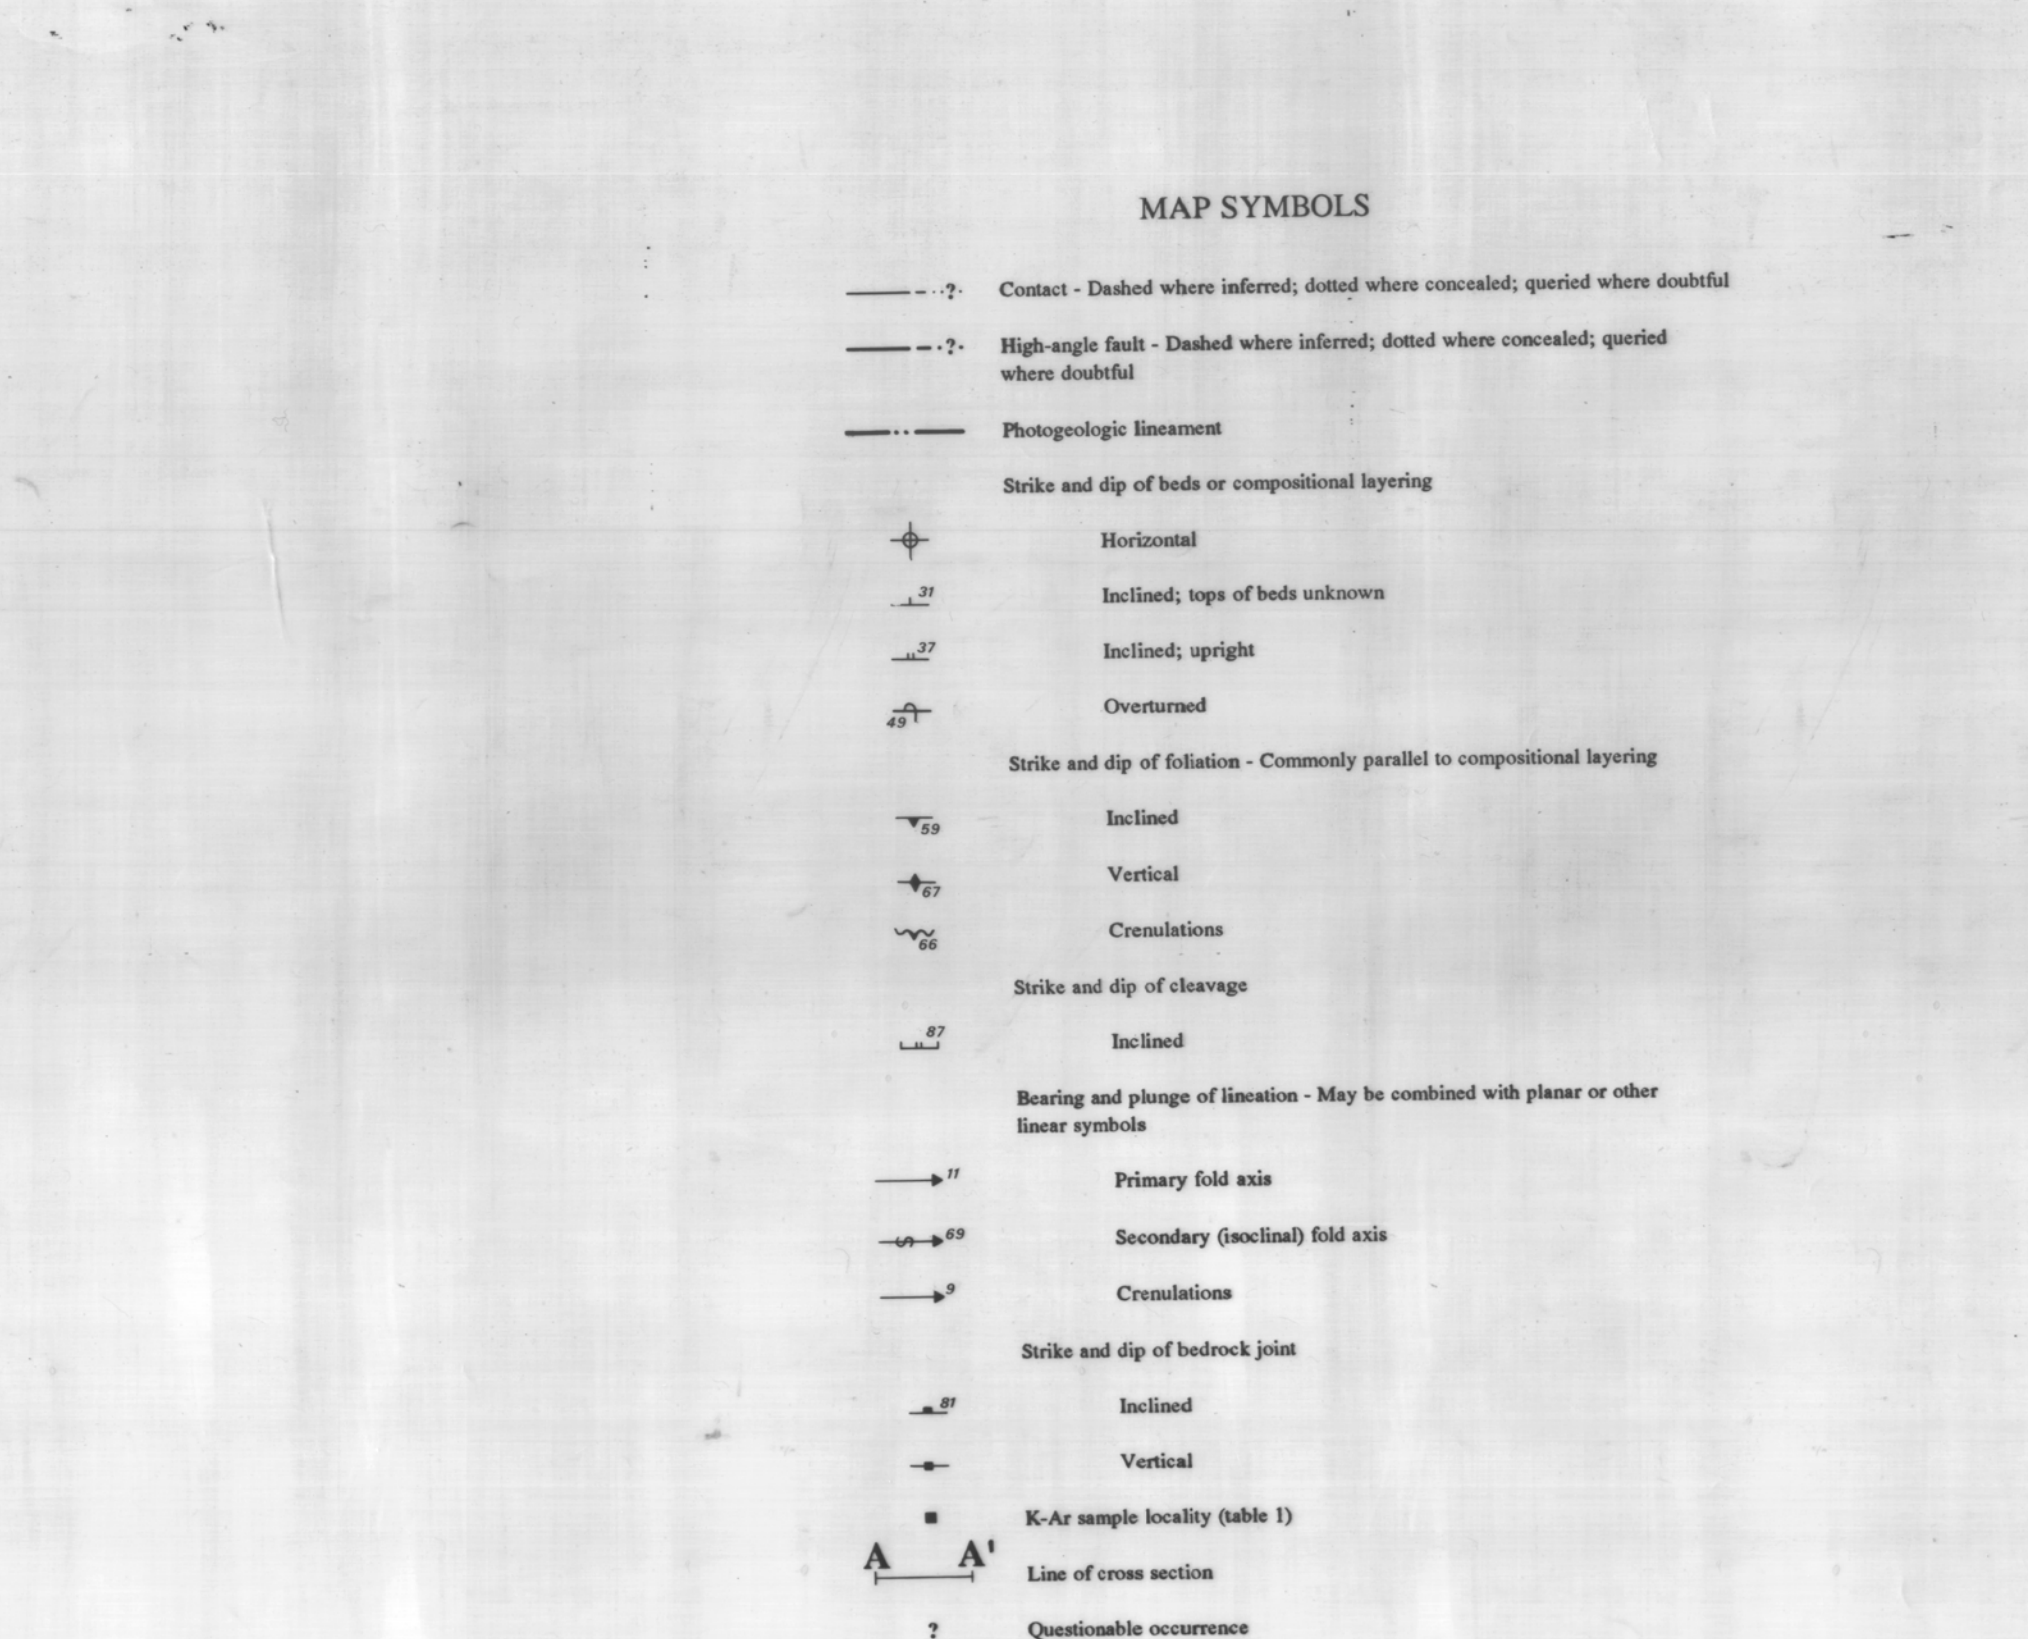 MAP SYMBOLS
?
Contact - Dashed where inferred; dotted where concealed; queried where doubtful
?
High-angle fault - Dashed where inferred; dotted where concealed; queried
where doubtful
Photogeologic lineament
Strike and dip of beds or compositional layering
Horizontal
31 Inclined; tops of beds unknown
37 Inclined; upright
49 Overturned
Strike and dip of foliation - Commonly parallel to compositional layering
59 Inclined
67 Vertical
66 Crenulations
Strike and dip of cleavage
87 Inclined
Bearing and plunge of lineation - May be combined with planar or other
linear symbols
11 Primary fold axis
69 Secondary (isoclinal) fold axis
9 Crenulations
Strike and dip of bedrock joint
81 Inclined
Vertical
K-Ar sample locality (table 1)
A A'
Line of cross section
? Questionable occurrence